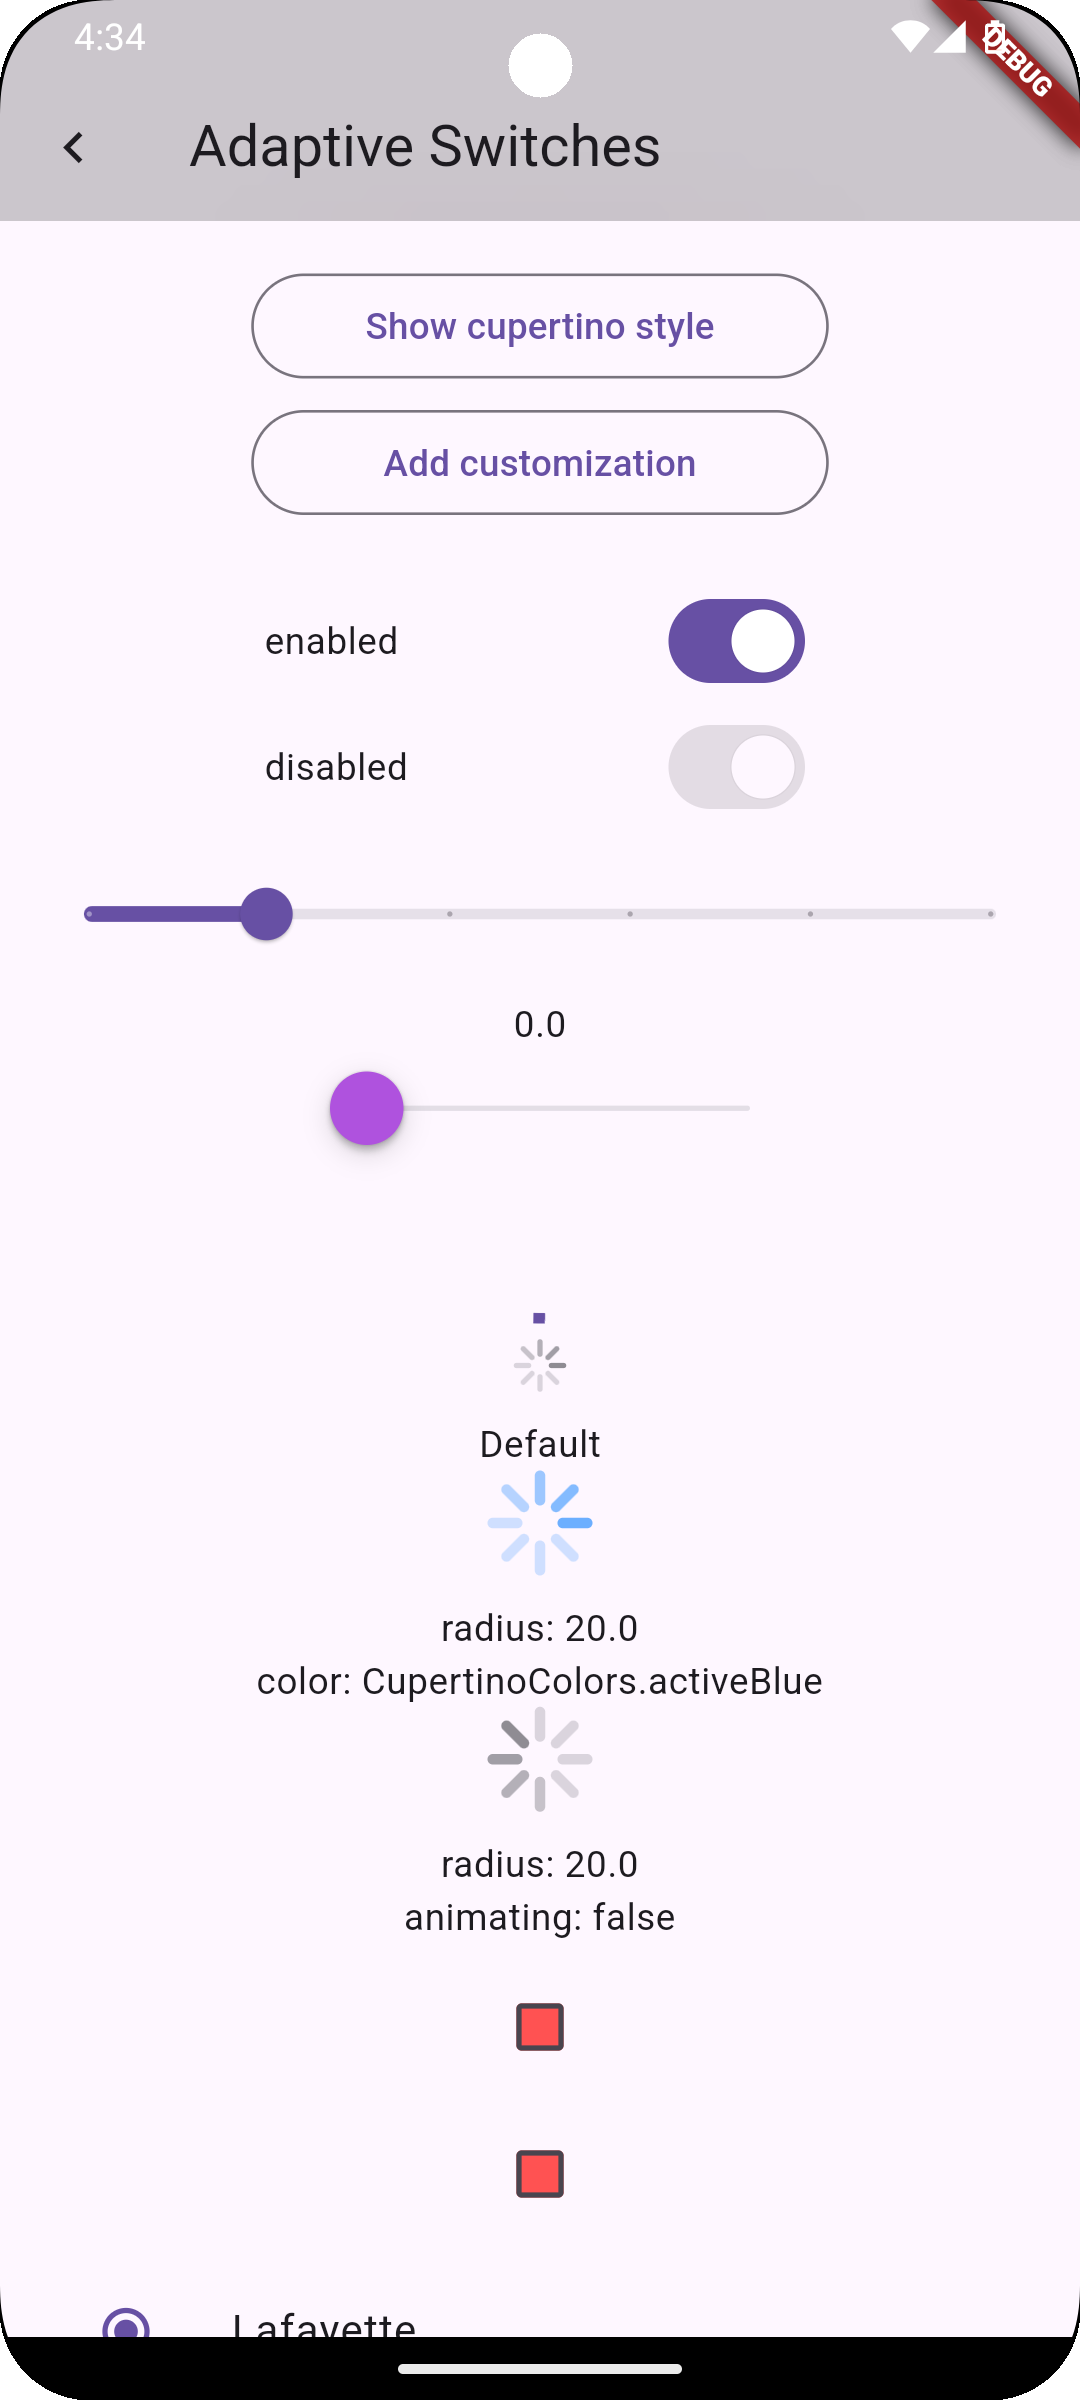 4:34
DEBUG
Adaptive Switches
Show cupertino style
Add customization
enabled
disabled
0.0
Default
radius: 20.0
color: CupertinoColors.activeBlue
radius: 20.0
animating: false
Lafayette